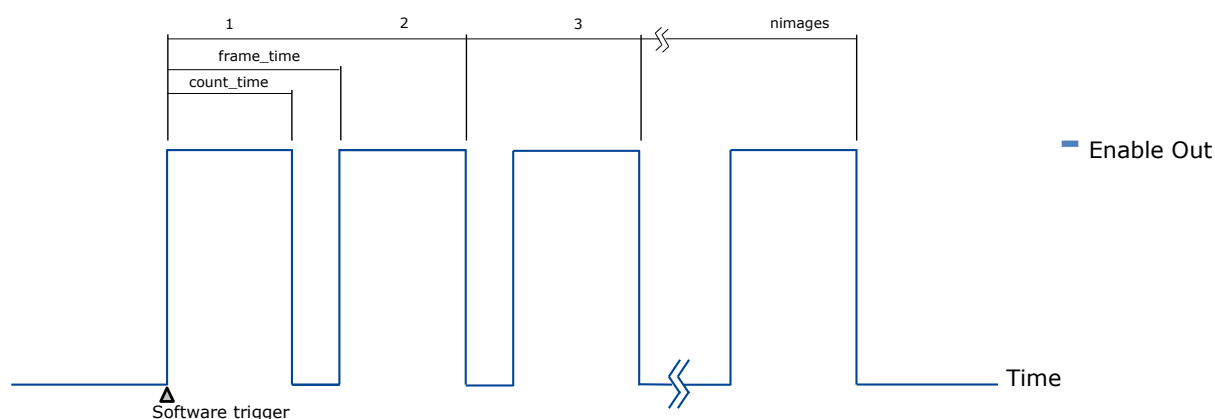 1 2 3 nimages
frame_time
count_time
Enable Out
Time
Software trigger